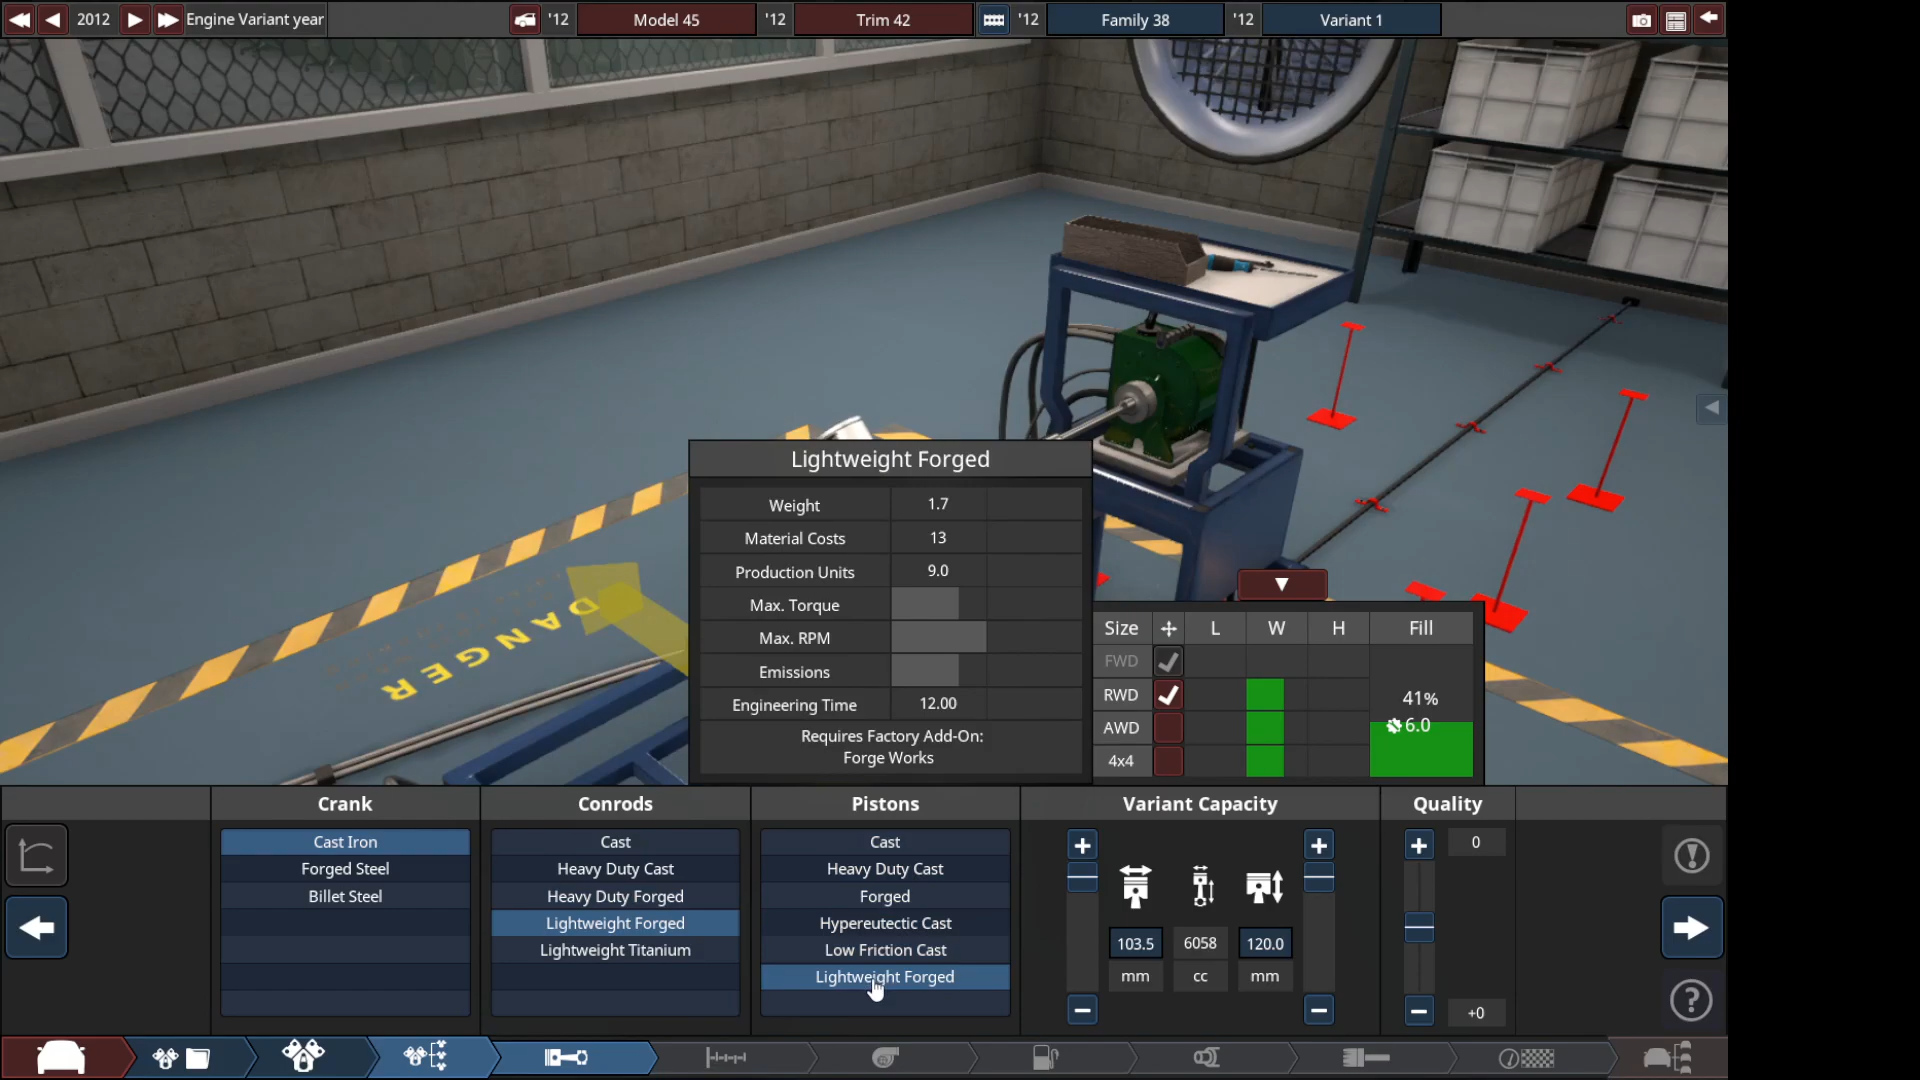 2012
Engine Variant year
'12
Model 45
'12
Trim 42
'12
Family 38
'12
Variant 1
DANGER
Lightweight Forged
Weight 1.7
Material Costs 13
Production Units 9.0
Max. Torque
Max. RPM
Emissions
Engineering Time 12.00
Requires Factory Add-On:
Forge Works
Size L W H Fill
FWD
RWD
AWD
4x4
41%
6.0
Crank
Cast Iron
Forged Steel
Billet Steel
Conrods
Cast
Heavy Duty Cast
Heavy Duty Forged
Lightweight Forged
Lightweight Titanium
Pistons
Cast
Heavy Duty Cast
Forged
Hypereutectic Cast
Low Friction Cast
Lightweight Forged
Variant Capacity
103.5 6058 120.0
mm cc mm
Quality
0
+0